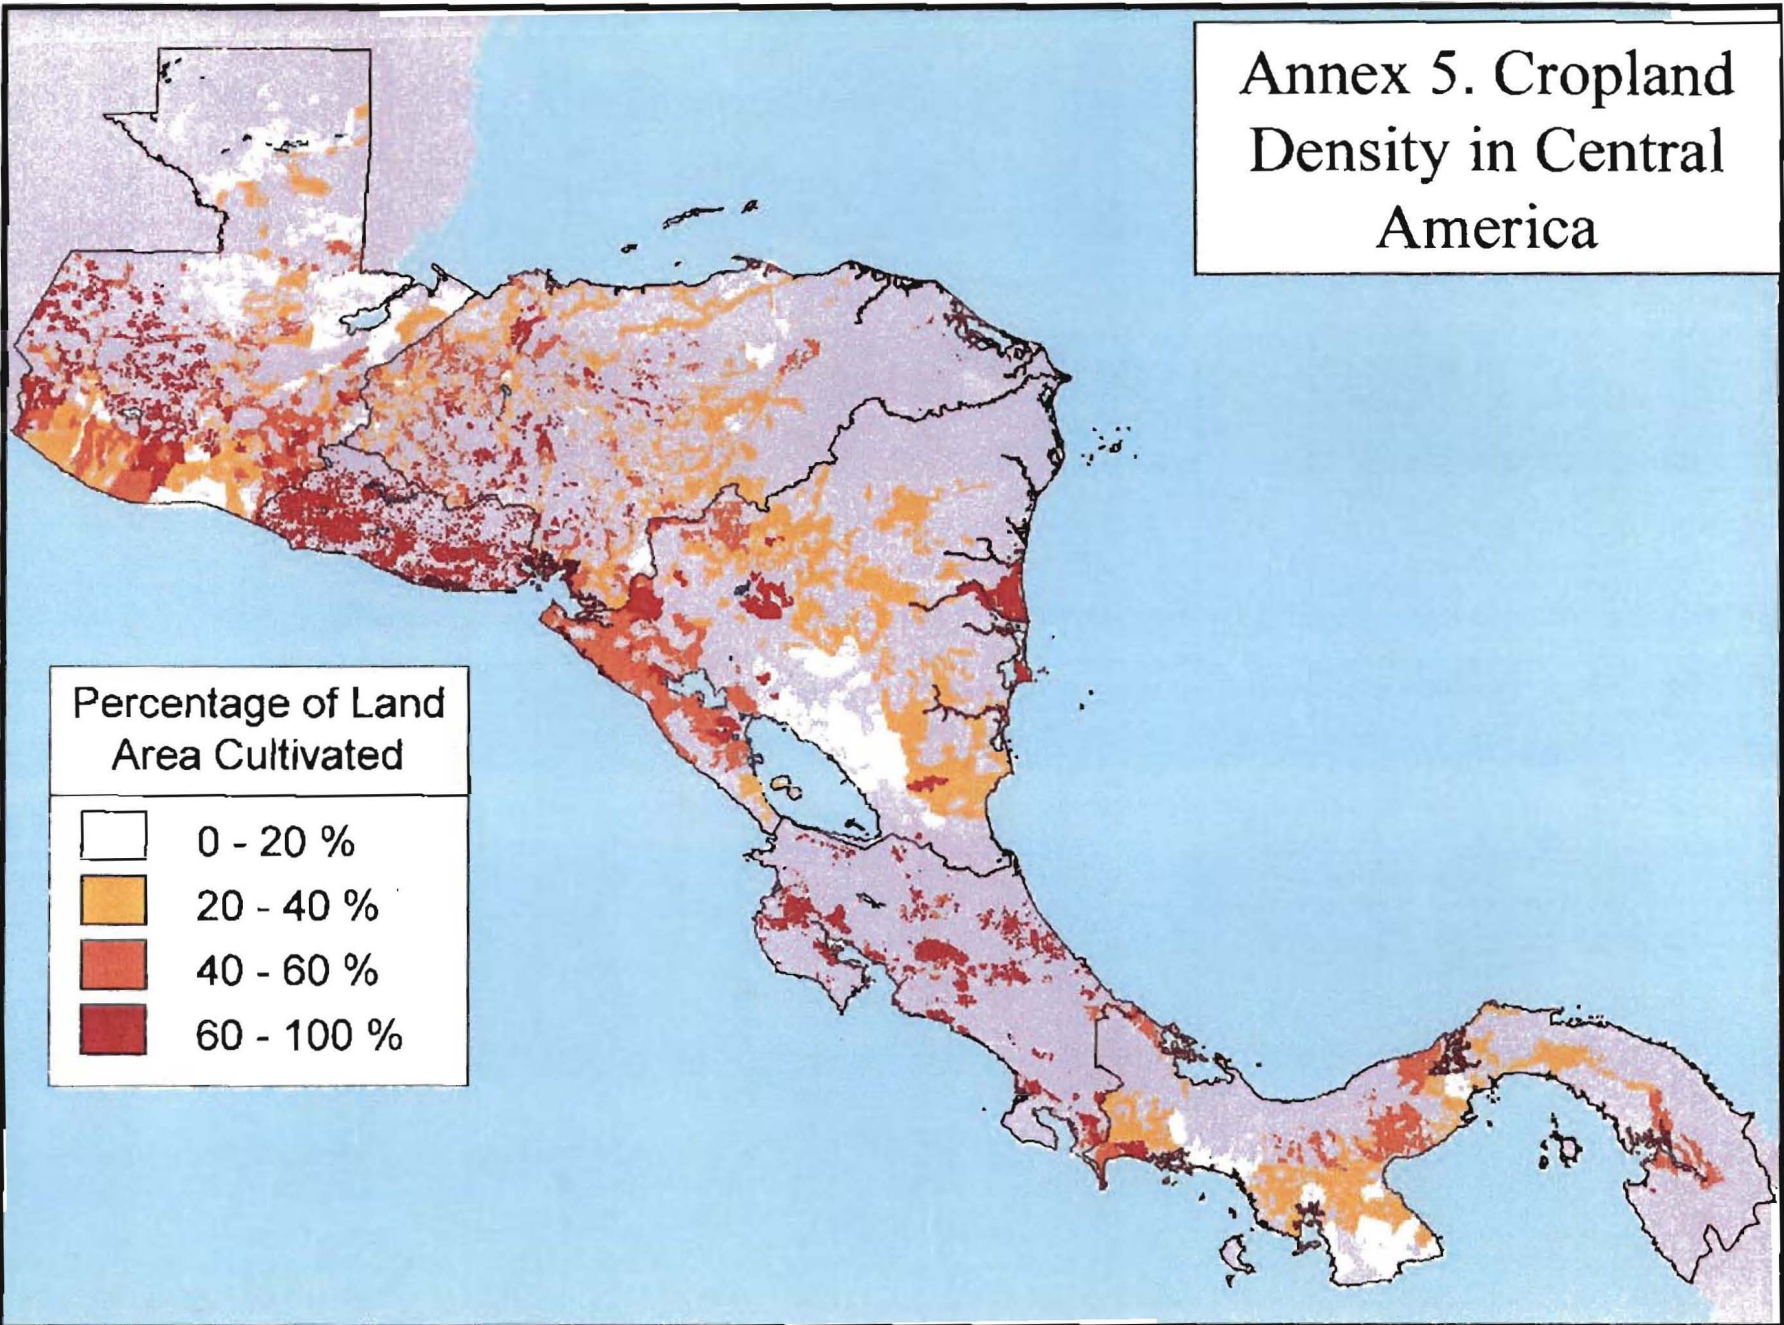 Annex 5. Cropland
Density in Central
America
Percentage of Land
Area Cultivated
0 - 20 %
20 - 40 %
40 - 60 %
60 - 100 %